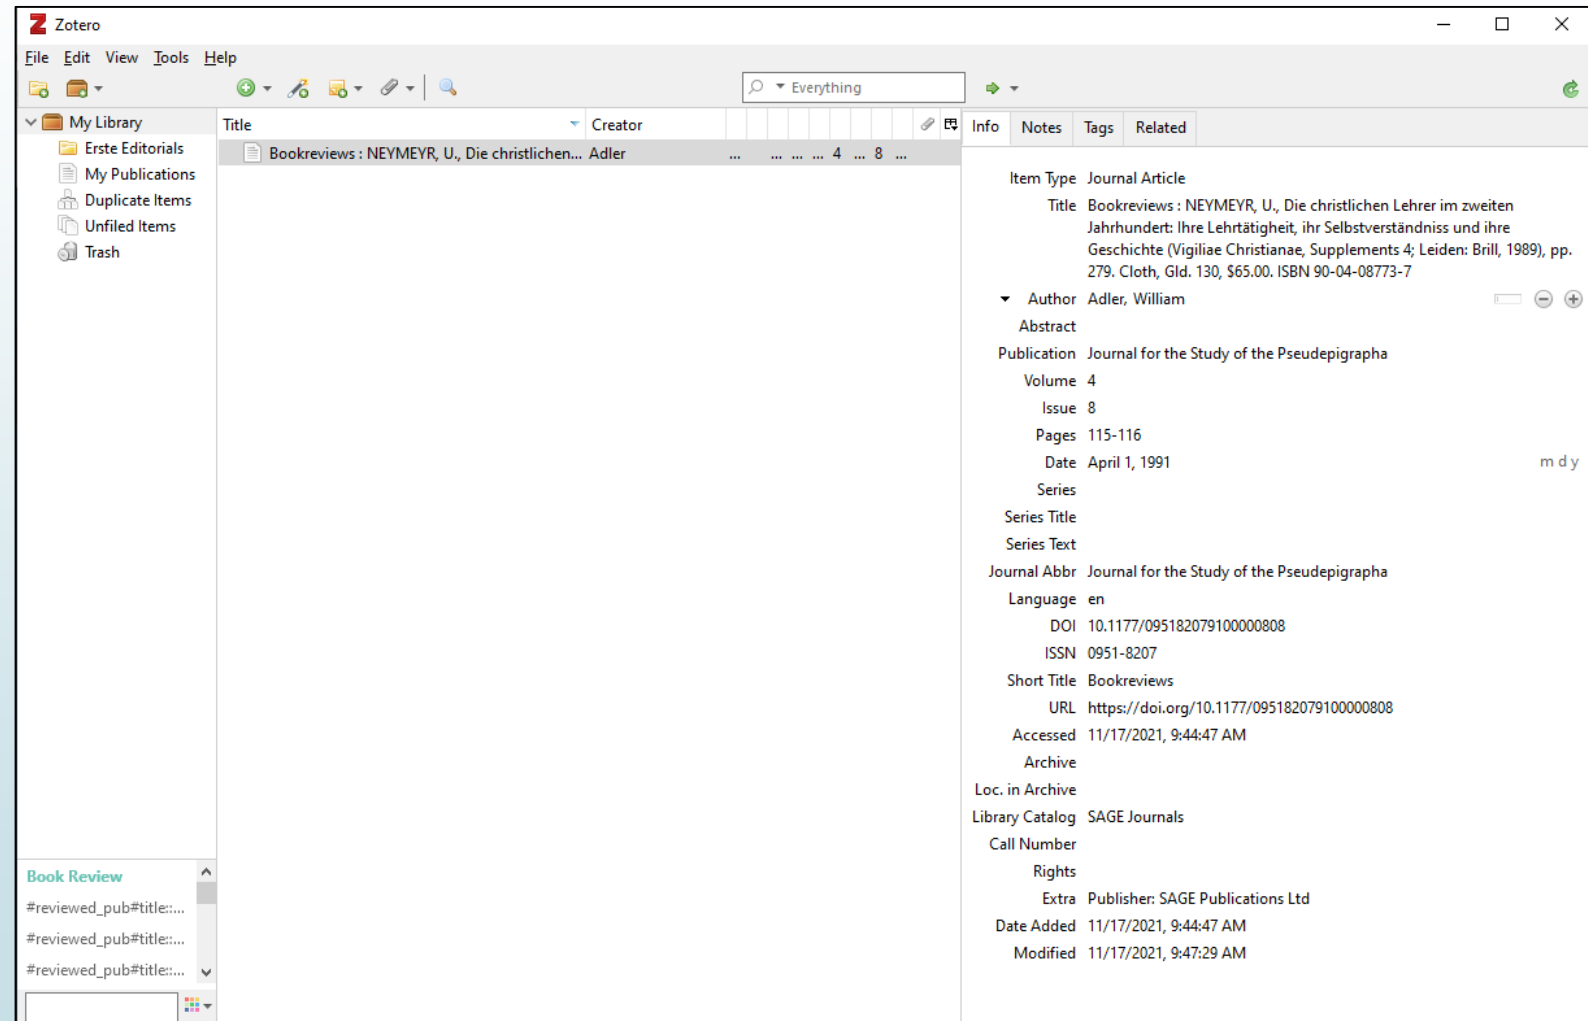 Zotero
File Edit View Tools Help
Everything
My Library
Erste Editorials
My Publications
Duplicate Items
Unfiled Items
Trash
Title Creator
Bookreviews : NEYMEYR, U., Die christlichen... Adler ... ... ... ... 4 ... 8 ...
Info Notes Tags Related
Item Type Journal Article
Title Bookreviews : NEYMEYR, U., Die christlichen Lehrer im zweiten
Jahrhundert: Ihre Lehrtätigheit, ihr Selbstverständniss und ihre
Geschichte (Vigiliae Christianae, Supplements 4; Leiden: Brill, 1989), pp.
279. Cloth, Gld. 130, $65.00. ISBN 90-04-08773-7
Author Adler, William
Abstract
Publication Journal for the Study of the Pseudepigrapha
Volume 4
Issue 8
Pages 115-116
Date April 1, 1991 m d y
Series
Series Title
Series Text
Journal Abbr Journal for the Study of the Pseudepigrapha
Language en
DOI 10.1177/095182079100000808
ISSN 0951-8207
Short Title Bookreviews
URL https://doi.org/10.1177/095182079100000808
Accessed 11/17/2021, 9:44:47 AM
Archive
Loc. in Archive
Library Catalog SAGE Journals
Call Number
Rights
Extra Publisher: SAGE Publications Ltd
Date Added 11/17/2021, 9:44:47 AM
Modified 11/17/2021, 9:47:29 AM
Book Review
#reviewed_pub#title::...
#reviewed_pub#title::...
#reviewed_pub#title::...